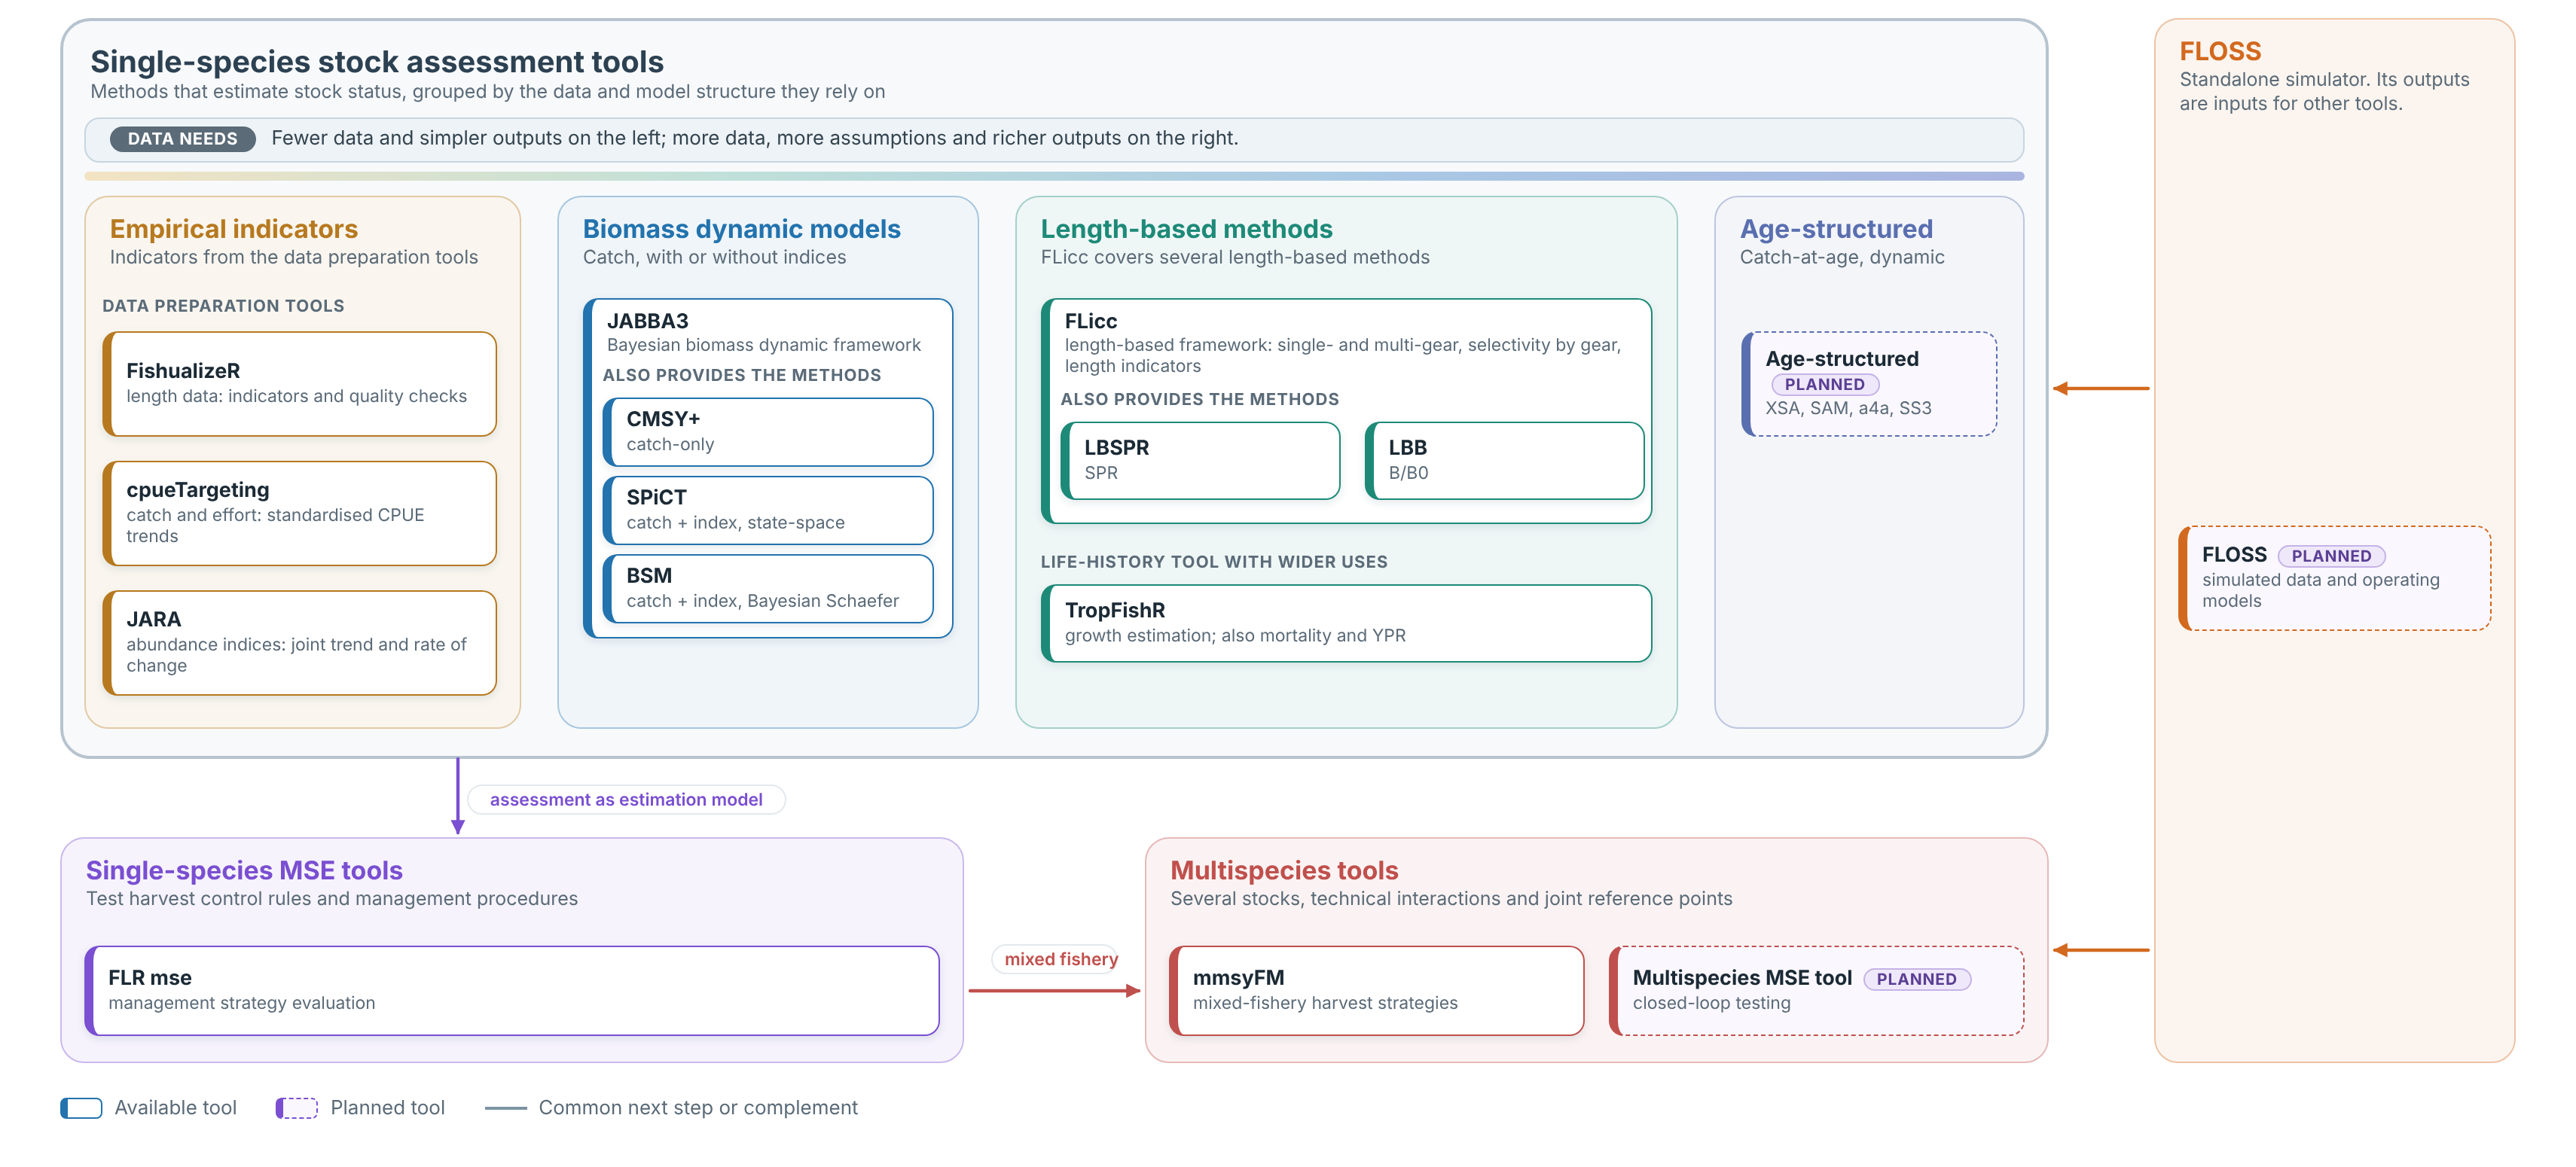 Single-species stock assessment tools
Methods that estimate stock status, grouped by the data and model structure they rely on
DATA NEEDS Fewer data and simpler outputs on the left; more data, more assumptions and richer outputs on the right.
Empirical indicators
Indicators from the data preparation tools
DATA PREPARATION TOOLS
FishualizeR
length data: indicators and quality checks
cpueTargeting
catch and effort: standardised CPUE
trends
JARA
abundance indices: joint trend and rate of
change
Biomass dynamic models
Catch, with or without indices
JABBA3
Bayesian biomass dynamic framework
ALSO PROVIDES THE METHODS
CMSY+
catch-only
SPiCT
catch + index, state-space
BSM
catch + index, Bayesian Schaefer
Length-based methods
FLicc covers several length-based methods
FLicc
length-based framework: single- and multi-gear, selectivity by gear,
length indicators
ALSO PROVIDES THE METHODS
LBSPR
SPR
LBB
B/B0
LIFE-HISTORY TOOL WITH WIDER USES
TropFishR
growth estimation; also mortality and YPR
Age-structured
Catch-at-age, dynamic
Age-structured
PLANNED
XSA, SAM, a4a, SS3
FLOSS
Standalone simulator. Its outputs
are inputs for other tools.
FLOSS PLANNED
simulated data and operating
models
assessment as estimation model
Single-species MSE tools
Test harvest control rules and management procedures
FLR mse
management strategy evaluation
mixed fishery
Multispecies tools
Several stocks, technical interactions and joint reference points
mmsyFM
mixed-fishery harvest strategies
Multispecies MSE tool PLANNED
closed-loop testing
Available tool
Planned tool
Common next step or complement